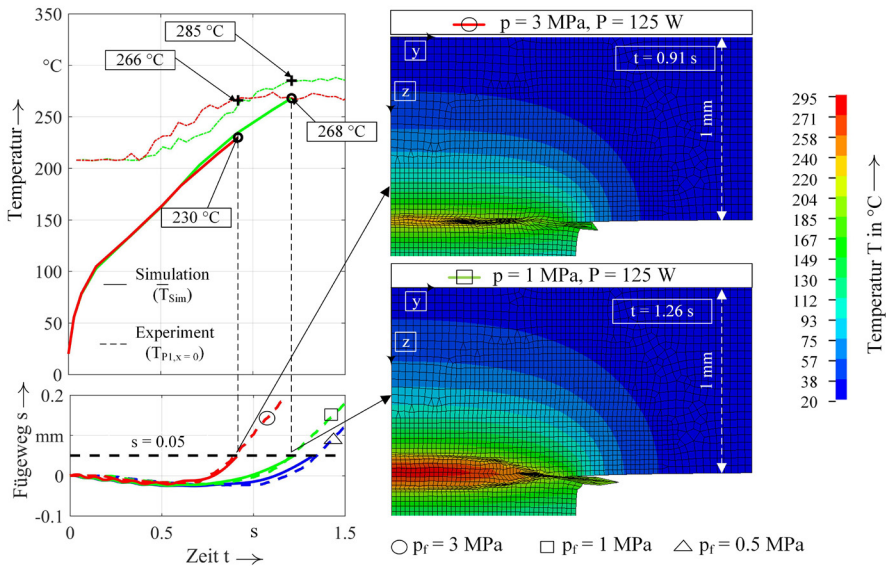 °C
300
250
200
150
100
50
0
Temperatur
285 °C
266 °C
268 °C
230 °C
Simulation
(T̅Sim)
Experiment
(TP1,x = 0)
0.2
mm
0
-0.1
Fügeweg s
s = 0.05
0
0.5
s
1.5
Zeit t
p = 3 MPa, P = 125 W
y
z
t = 0.91 s
1 mm
p = 1 MPa, P = 125 W
y
z
t = 1.26 s
1 mm
295
271
258
240
220
204
185
167
149
130
112
93
75
57
38
20
Temperatur T in °C
pf = 3 MPa
pf = 1 MPa
pf = 0.5 MPa